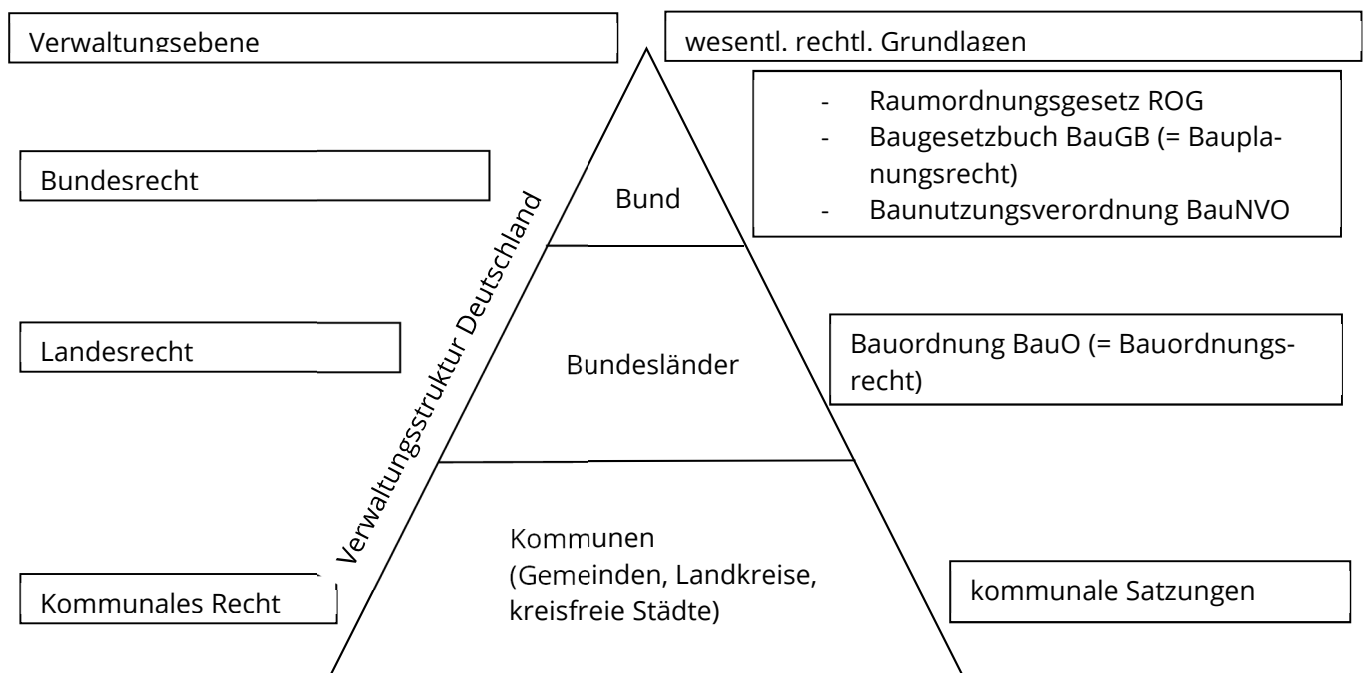 Verwaltungsebene
wesentl. rechtl. Grundlagen
- Raumordnungsgesetz ROG
- Baugesetzbuch BauGB (= Baupla-
nungsrecht)
- Baunutzungsverordnung BauNVO
Bundesrecht
Bund
Verwaltungsstruktur Deutschland
Landesrecht
Bundesländer
Bauordnung BauO (= Bauordnungs-
recht)
Kommunales Recht
Kommunen
(Gemeinden, Landkreise,
kreisfreie Städte)
kommunale Satzungen